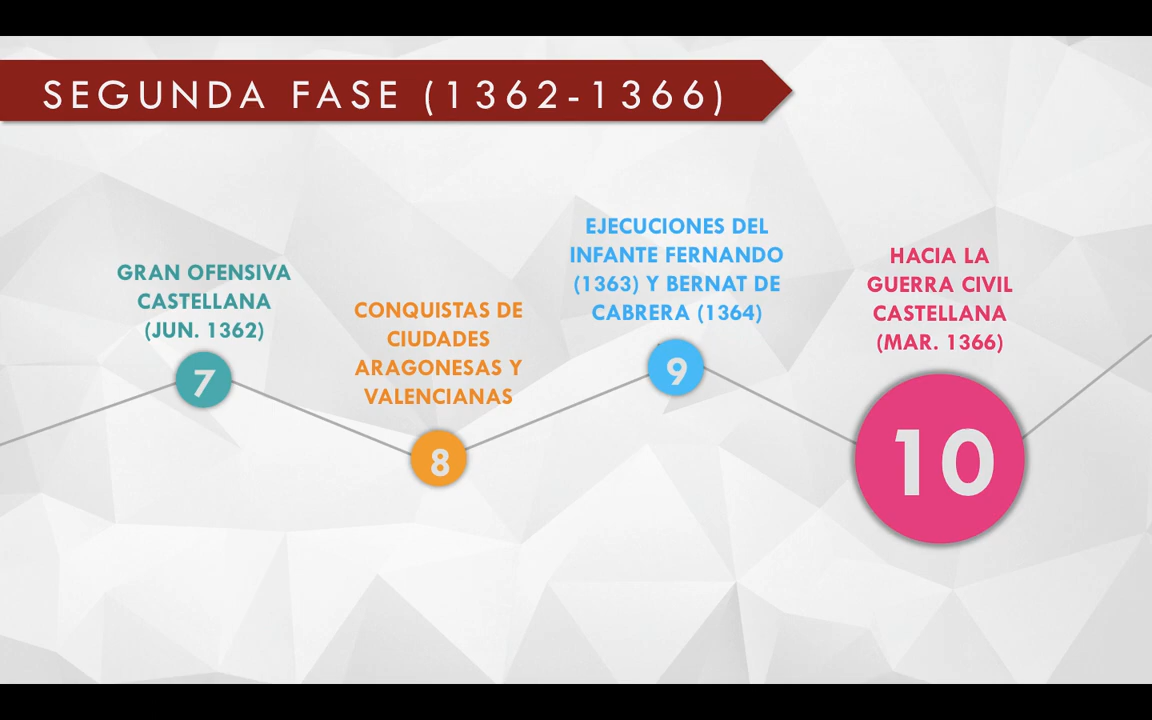 SEGUNDA FASE (1362-1366)
GRAN OFENSIVA
CASTELLANA
(JUN. 1362)
7
CONQUISTAS DE
CIUDADES
ARAGONESAS Y
VALENCIANAS
8
EJECUCIONES DEL
INFANTE FERNANDO
(1363) Y BERNAT DE
CABRERA (1364)
9
HACIA LA
GUERRA CIVIL
CASTELLANA
(MAR. 1366)
10